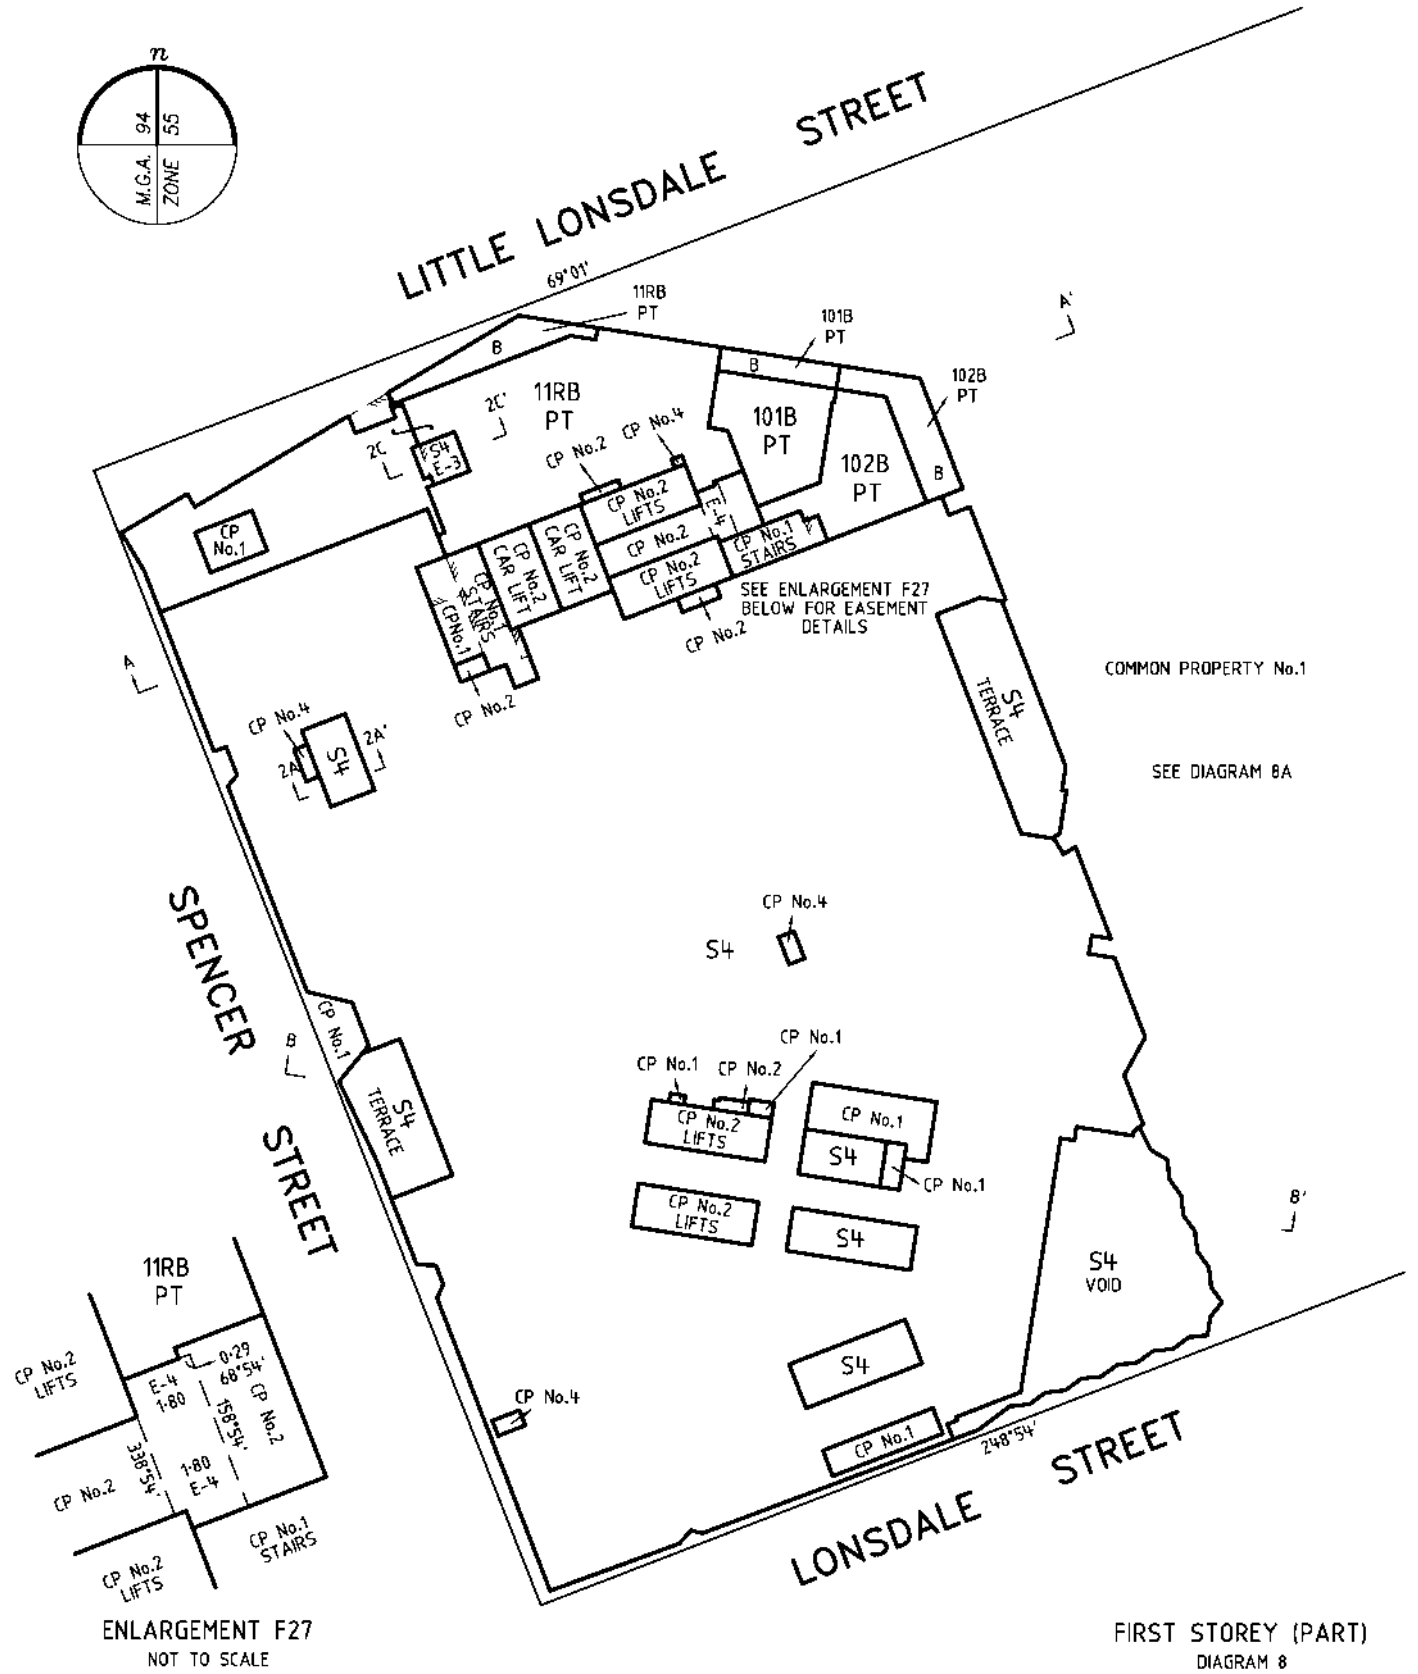 n
M.G.A. 94
ZONE 55
LITTLE LONSDALE STREET
69°01'
11RB
PT
101B
PT
102B
PT
A'
B
B
B
11RB
PT
101B
PT
102B
PT
2C'
2C
S4
E-3
CP No.2
CP No.4
CP
No.1
CP No.2
LIFTS
CP No.2
E-4
CP No.2
LIFTS
CP No.1
STAIRS
CP No.2
CAR LIFT
CP No.2
CAR LIFT
CP No.1
STAIRS
CP No.1
CP No.2
CP No.2
SEE ENLARGEMENT F27
BELOW FOR EASEMENT
DETAILS
A
S4
TERRACE
COMMON PROPERTY No.1
SEE DIAGRAM 8A
CP No.4
2A'
2A
S4
CP No.4
S4
SPENCER STREET
CP No.1
B
S4
TERRACE
CP No.1
CP No.2
CP No.1
CP No.2
LIFTS
CP No.1
S4
CP No.1
CP No.2
LIFTS
S4
B'
S4
VOID
S4
CP No.4
CP No.1
248°54'
LONSDALE STREET
11RB
PT
CP No.2
LIFTS
0·29
68°54'
E-4
1·80
CP No.2
158°54'
338°54'
1·80
E-4
CP No.2
CP No.1
STAIRS
CP No.2
LIFTS
ENLARGEMENT F27
NOT TO SCALE
FIRST STOREY (PART)
DIAGRAM 8